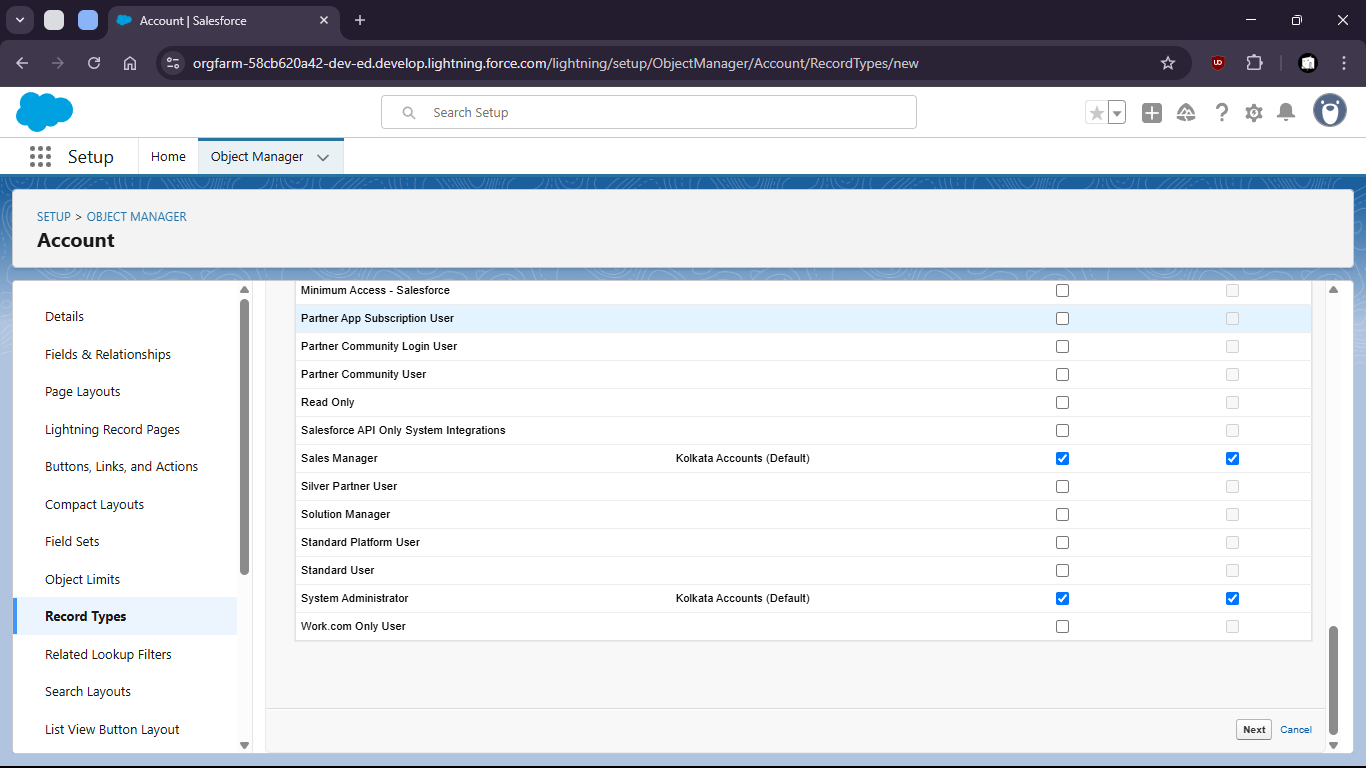 Account | Salesforce
orgfarm-58cb620a42-dev-ed.develop.lightning.force.com/lightning/setup/ObjectManager/Account/RecordTypes/new
UD
Search Setup
Setup
Home
Object Manager
SETUP > OBJECT MANAGER
Account
Details
Fields & Relationships
Page Layouts
Lightning Record Pages
Buttons, Links, and Actions
Compact Layouts
Field Sets
Object Limits
Record Types
Related Lookup Filters
Search Layouts
List View Button Layout
Minimum Access - Salesforce
Partner App Subscription User
Partner Community Login User
Partner Community User
Read Only
Salesforce API Only System Integrations
Sales Manager Kolkata Accounts (Default)
Silver Partner User
Solution Manager
Standard Platform User
Standard User
System Administrator Kolkata Accounts (Default)
Work.com Only User
Next Cancel